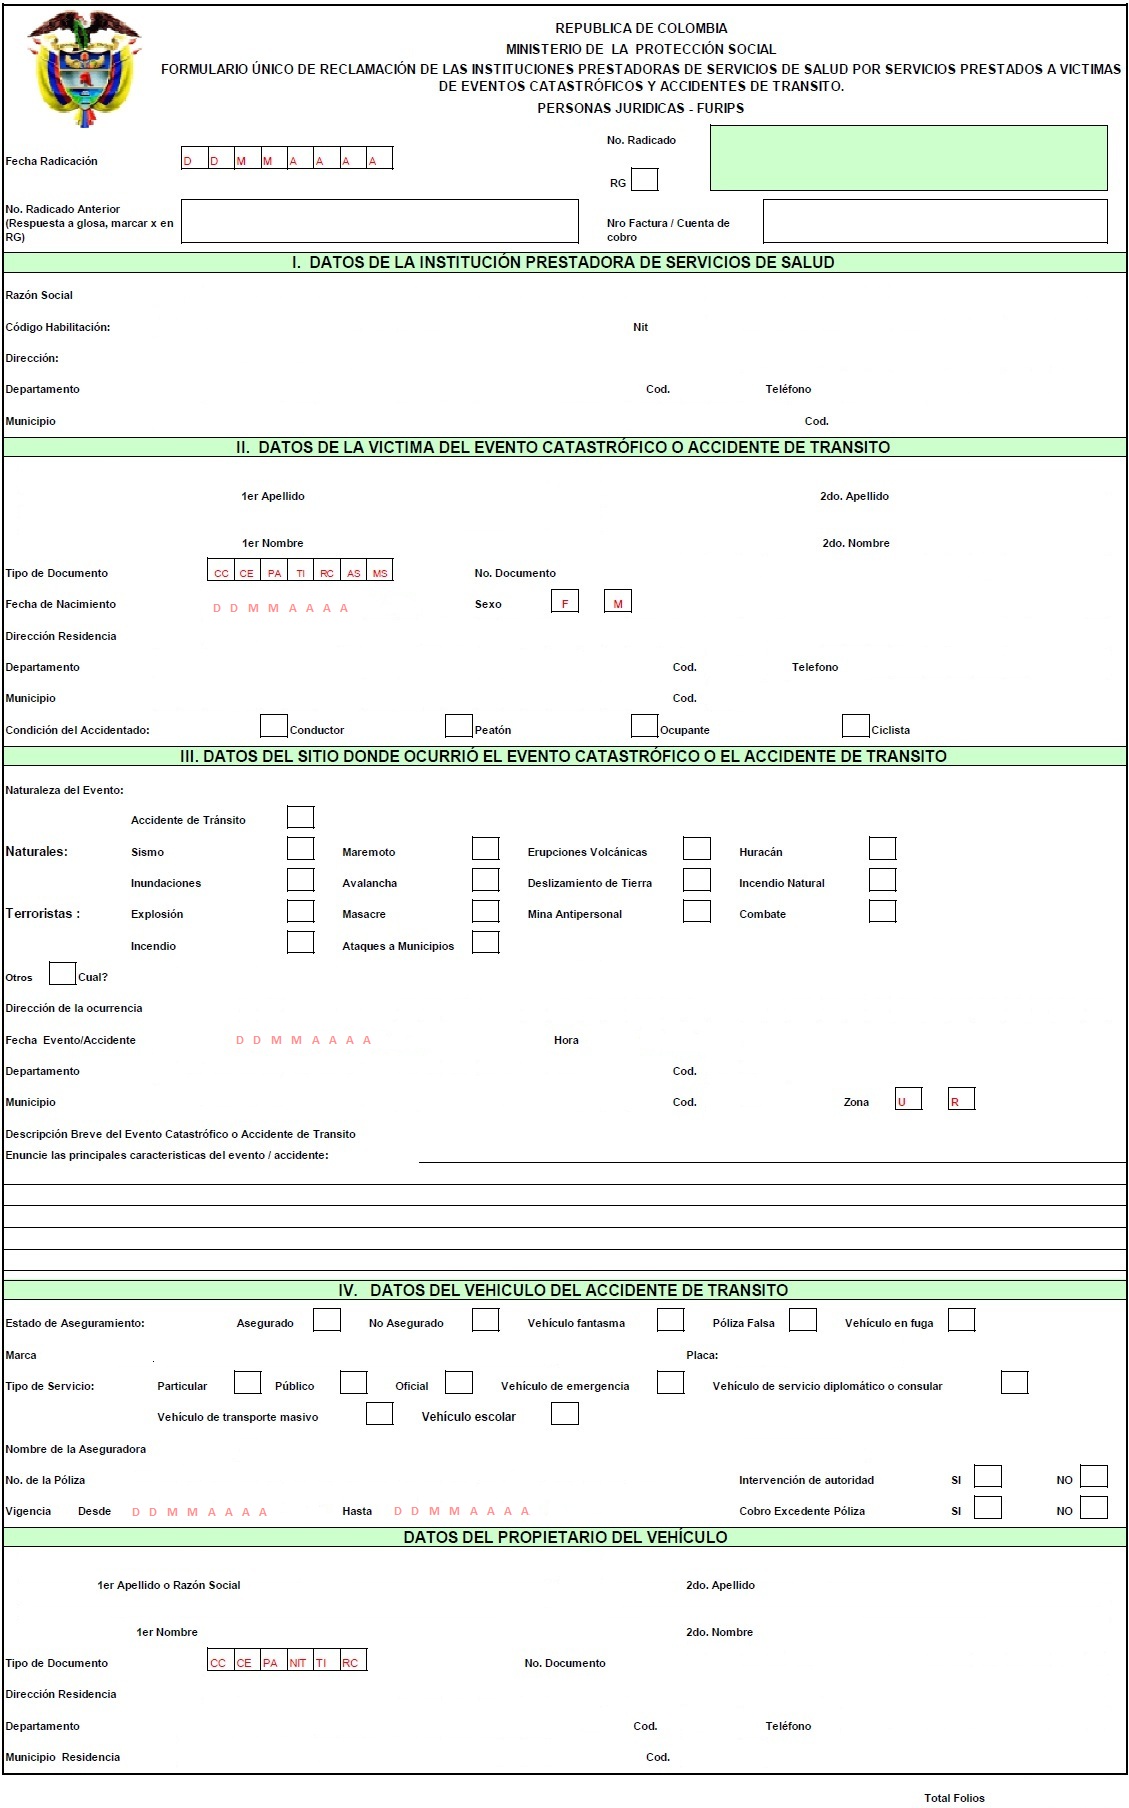 REPUBLICA DE COLOMBIA
MINISTERIO DE LA PROTECCIÓN SOCIAL
FORMULARIO ÚNICO DE RECLAMACIÓN DE LAS INSTITUCIONES PRESTADORAS DE SERVICIOS DE SALUD POR SERVICIOS PRESTADOS A VICTIMAS
DE EVENTOS CATASTRÓFICOS Y ACCIDENTES DE TRANSITO.
PERSONAS JURIDICAS - FURIPS
No. Radicado
Fecha Radicación D D M M A A A A
RG
No. Radicado Anterior
(Respuesta a glosa, marcar x en
RG)
Nro Factura / Cuenta de
cobro
I. DATOS DE LA INSTITUCIÓN PRESTADORA DE SERVICIOS DE SALUD
Razón Social
Código Habilitación: Nit
Dirección:
Departamento Cod. Teléfono
Municipio Cod.
II. DATOS DE LA VICTIMA DEL EVENTO CATASTRÓFICO O ACCIDENTE DE TRANSITO
1er Apellido 2do. Apellido
1er Nombre 2do. Nombre
Tipo de Documento CC CE PA TI RC AS MS No. Documento
Fecha de Nacimiento D D M M A A A A Sexo F M
Dirección Residencia
Departamento Cod. Telefono
Municipio Cod.
Condición del Accidentado: Conductor Peatón Ocupante Ciclista
III. DATOS DEL SITIO DONDE OCURRIÓ EL EVENTO CATASTRÓFICO O EL ACCIDENTE DE TRANSITO
Naturaleza del Evento:
Accidente de Tránsito
Naturales: Sismo Maremoto Erupciones Volcánicas Huracán
Inundaciones Avalancha Deslizamiento de Tierra Incendio Natural
Terroristas : Explosión Masacre Mina Antipersonal Combate
Incendio Ataques a Municipios
Otros Cual?
Dirección de la ocurrencia
Fecha Evento/Accidente D D M M A A A A Hora
Departamento Cod.
Municipio Cod. Zona U R
Descripción Breve del Evento Catastrófico o Accidente de Transito
Enuncie las principales caracteristicas del evento / accidente:
IV. DATOS DEL VEHICULO DEL ACCIDENTE DE TRANSITO
Estado de Aseguramiento: Asegurado No Asegurado Vehículo fantasma Póliza Falsa Vehículo en fuga
Marca Placa:
Tipo de Servicio: Particular Público Oficial Vehículo de emergencia Vehículo de servicio diplomático o consular
Vehículo de transporte masivo Vehículo escolar
Nombre de la Aseguradora
No. de la Póliza Intervención de autoridad SI NO
Vigencia Desde D D M M A A A A Hasta D D M M A A A A Cobro Excedente Póliza SI NO
DATOS DEL PROPIETARIO DEL VEHÍCULO
1er Apellido o Razón Social 2do. Apellido
1er Nombre 2do. Nombre
Tipo de Documento CC CE PA NIT TI RC No. Documento
Dirección Residencia
Departamento Cod. Teléfono
Municipio Residencia Cod.
Total Folios